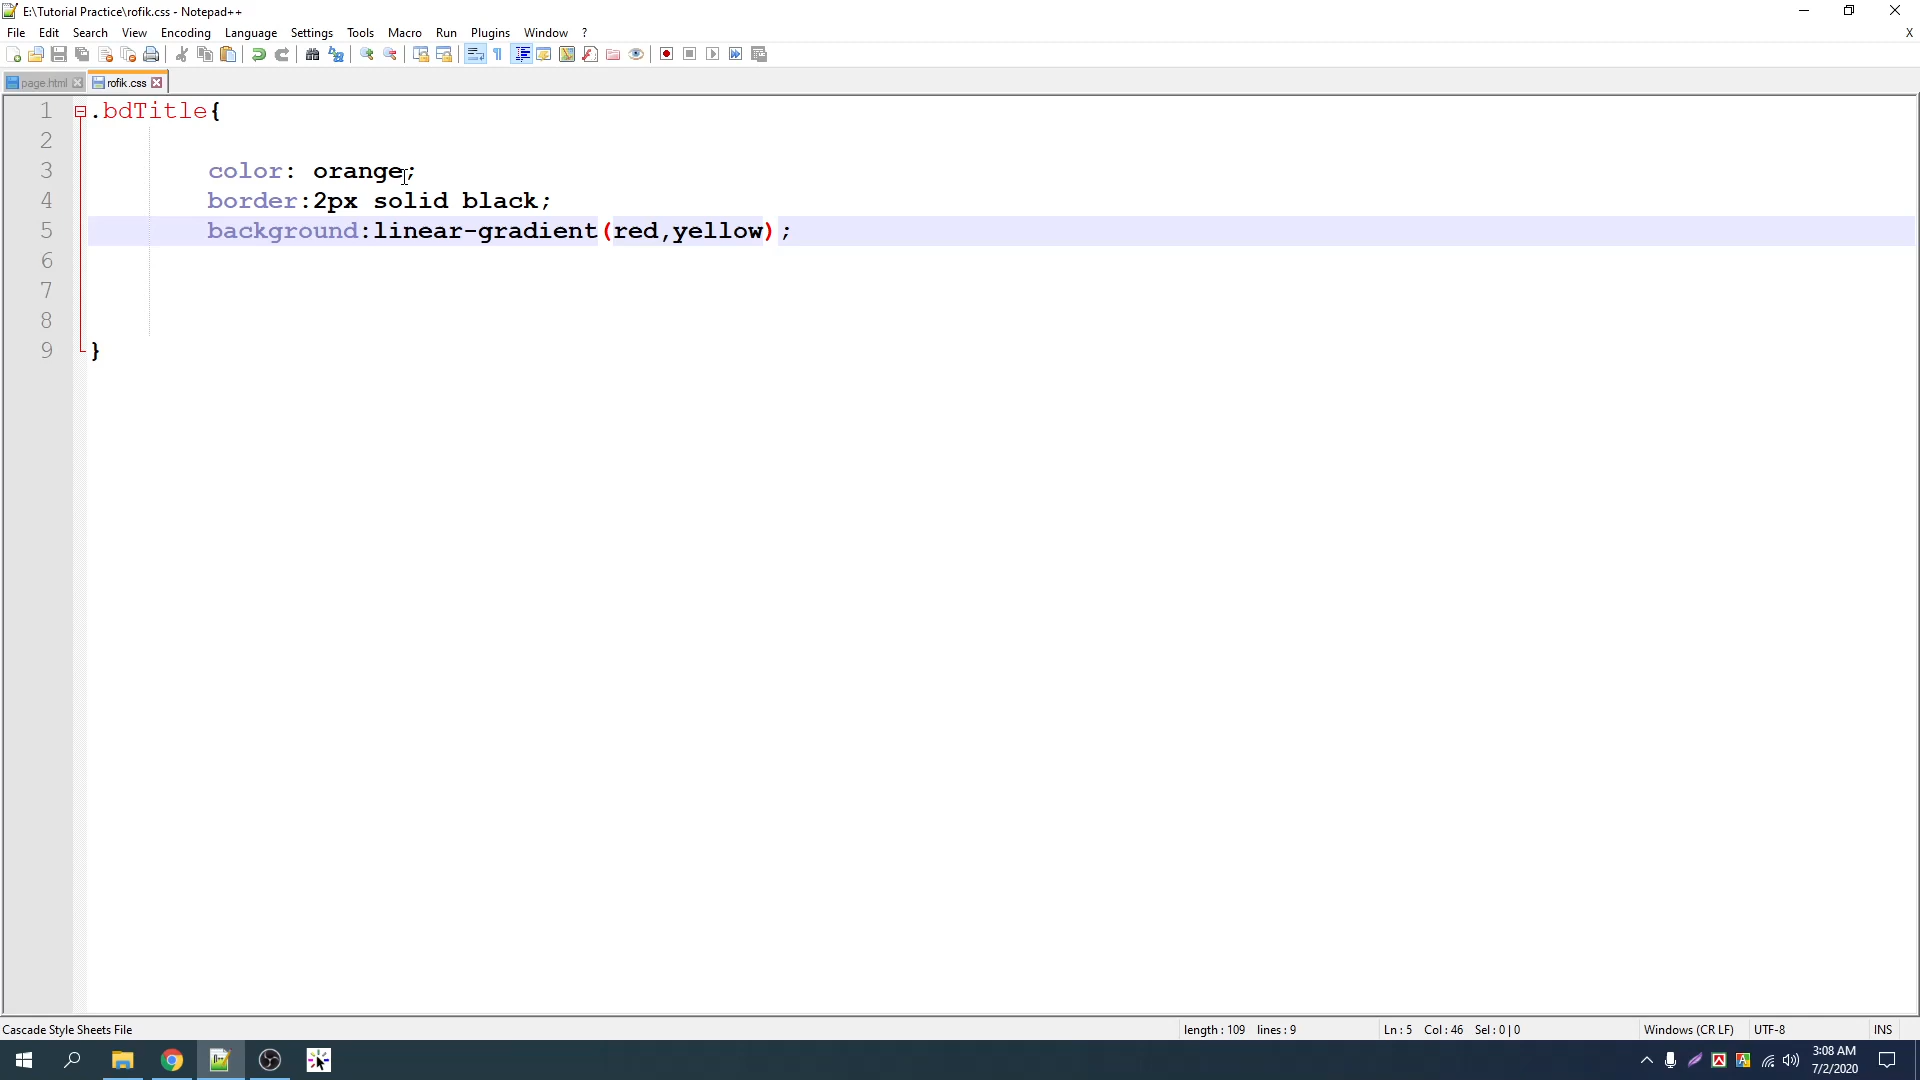 E:\Tutorial Practice\rofik.css - Notepad++
File Edit Search View Encoding Language Settings Tools Macro Run Plugins Window ? X
page.html rofik.css
1 .bdTitle{
2
3 color: orange;
4 border:2px solid black;
5 background:linear-gradient(red,yellow);
6
7
8
9 }
Cascade Style Sheets File length : 109 lines : 9 Ln : 5 Col : 46 Sel : 0 | 0 Windows (CR LF) UTF-8 INS
3:08 AM
7/2/2020